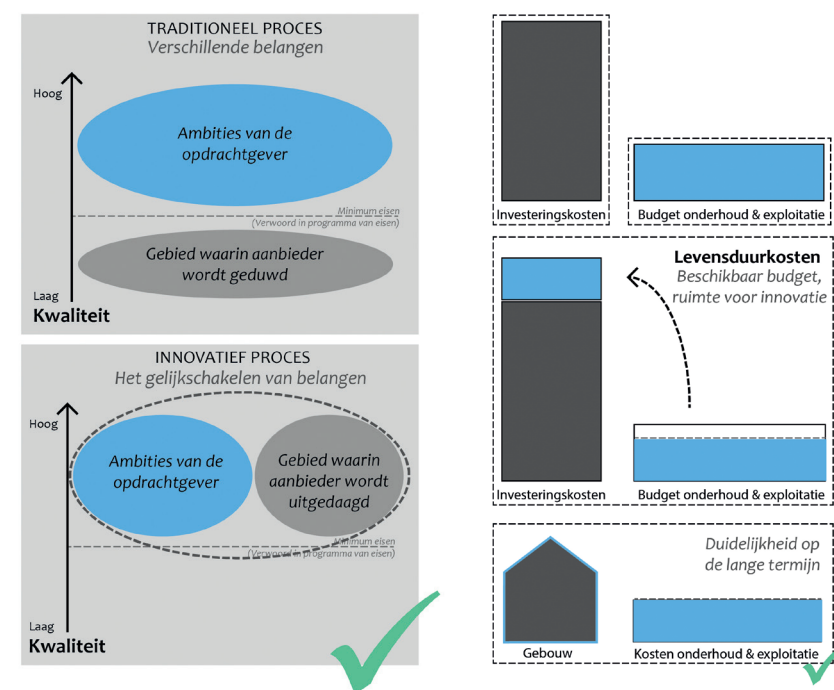 TRADITIONEEL PROCES
Verschillende belangen
Hoog
Ambities van de
opdrachtgever
Minimum eisen
(Verwoord in programma van eisen)
Gebied waarin aanbieder
wordt geduwd
Laag
Kwaliteit
INNOVATIEF PROCES
Het gelijkschakelen van belangen
Hoog
Ambities van de
opdrachtgever
Gebied waarin
aanbieder wordt
uitgedaagd
Minimum eisen
(Verwoord in programma van eisen)
Laag
Kwaliteit
Investeringskosten
Budget onderhoud & exploitatie
Levensduurkosten
Beschikbaar budget,
ruimte voor innovatie
Investeringskosten
Budget onderhoud & exploitatie
Duidelijkheid op
de lange termijn
Gebouw
Kosten onderhoud & exploitatie